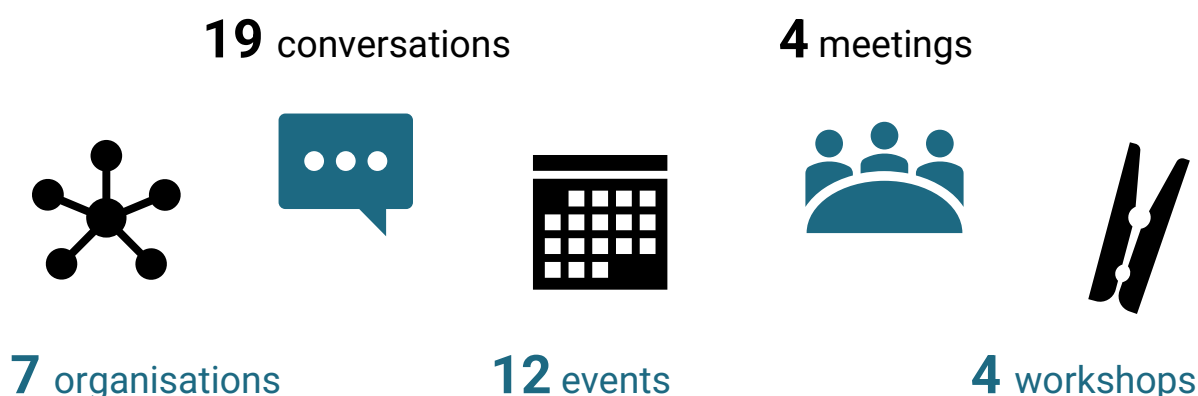 19 conversations
4 meetings
7 organisations
12 events
4 workshops